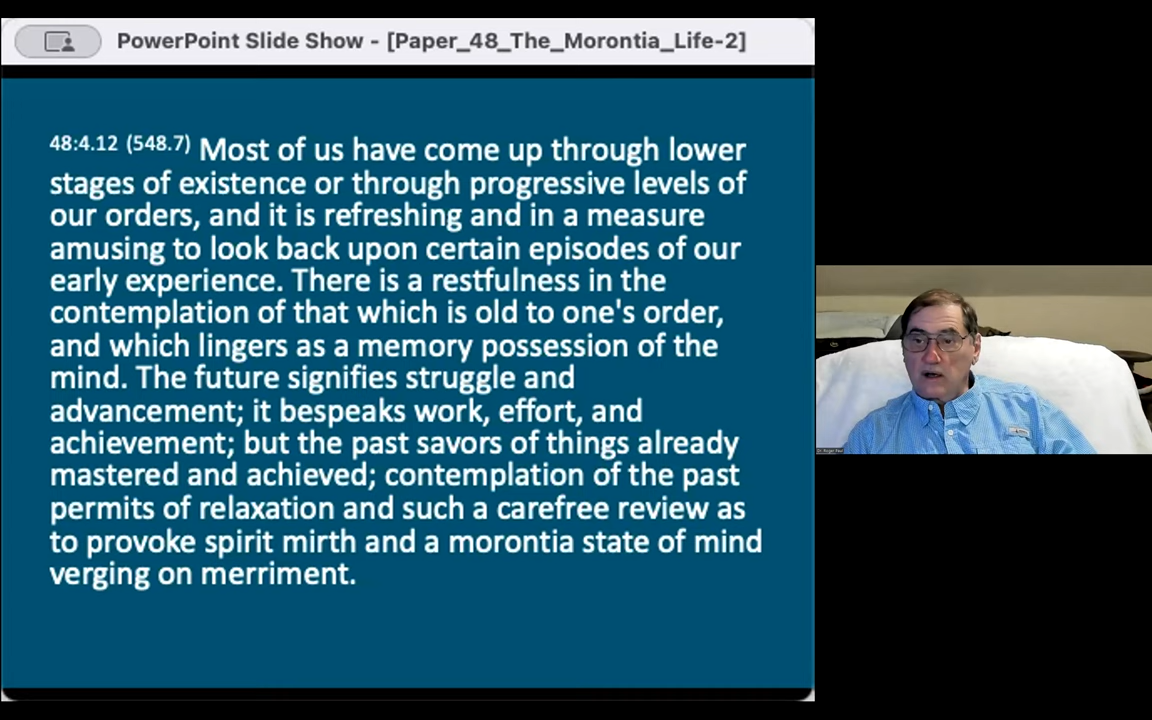 PowerPoint Slide Show - [Paper_48_The_Morontia_Life-2]
48:4.12 (548.7) Most of us have come up through lower
stages of existence or through progressive levels of
our orders, and it is refreshing and in a measure
amusing to look back upon certain episodes of our
early experience. There is a restfulness in the
contemplation of that which is old to one's order,
and which lingers as a memory possession of the
mind. The future signifies struggle and
advancement; it bespeaks work, effort, and
achievement; but the past savors of things already
mastered and achieved; contemplation of the past
permits of relaxation and such a carefree review as
to provoke spirit mirth and a morontia state of mind
verging on merriment.